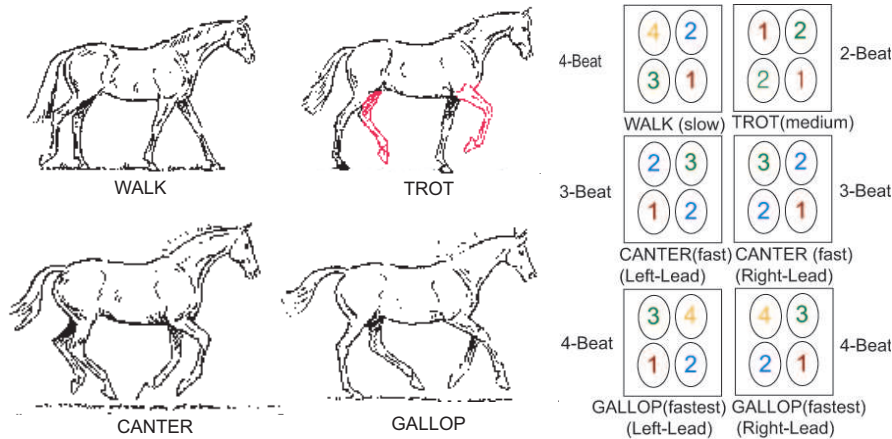 WALK
TROT
CANTER
GALLOP
4-Beat
4 2
3 1
WALK (slow)
1 2
2 1
TROT(medium)
2-Beat
3-Beat
2 3
1 2
CANTER(fast)
(Left-Lead)
3 2
2 1
CANTER (fast)
(Right-Lead)
3-Beat
4-Beat
3 4
1 2
GALLOP(fastest)
(Left-Lead)
4 3
2 1
GALLOP(fastest)
(Right-Lead)
4-Beat